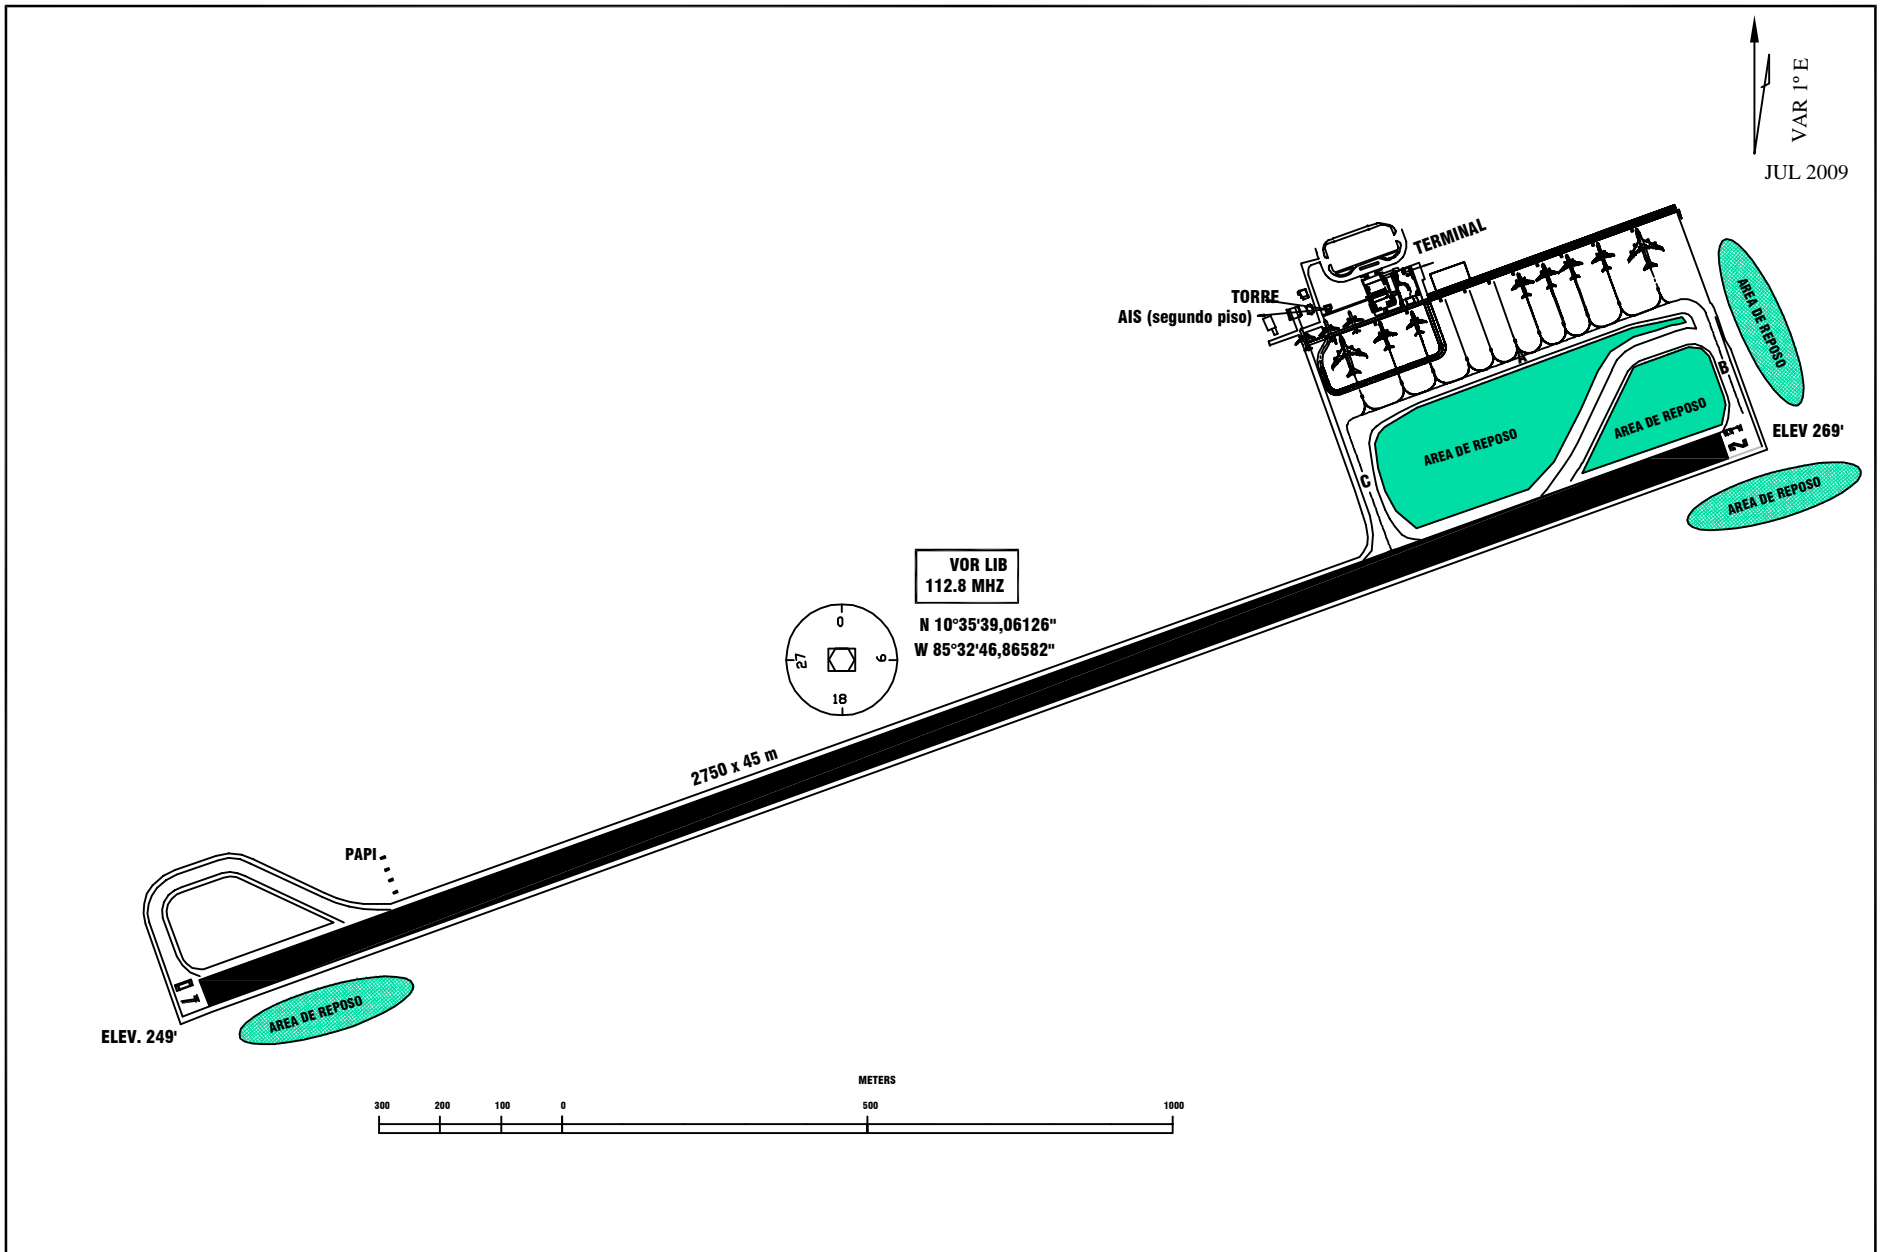 VAR 1º E
JUL 2009
TERMINAL
TORRE
AIS (segundo piso)
AREA DE REPOSO
A
B
AREA DE REPOSO
AREA DE REPOSO
C
27
ELEV 269'
AREA DE REPOSO
VOR LIB
112.8 MHZ
N 10°35'39,06126"
W 85°32'46,86582"
0
27
9
18
2750 x 45 m
PAPI
07
AREA DE REPOSO
ELEV. 249'
METERS
300 200 100 0 500 1000